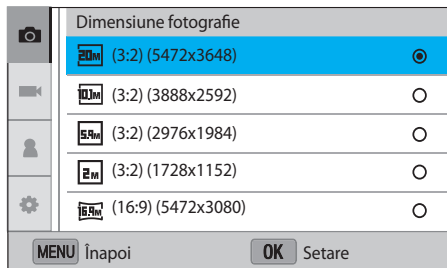 Dimensiune fotografie
20M (3:2) (5472x3648)
10.1M (3:2) (3888x2592)
5.9M (3:2) (2976x1984)
2M (3:2) (1728x1152)
16.9M (16:9) (5472x3080)
MENU Înapoi OK Setare